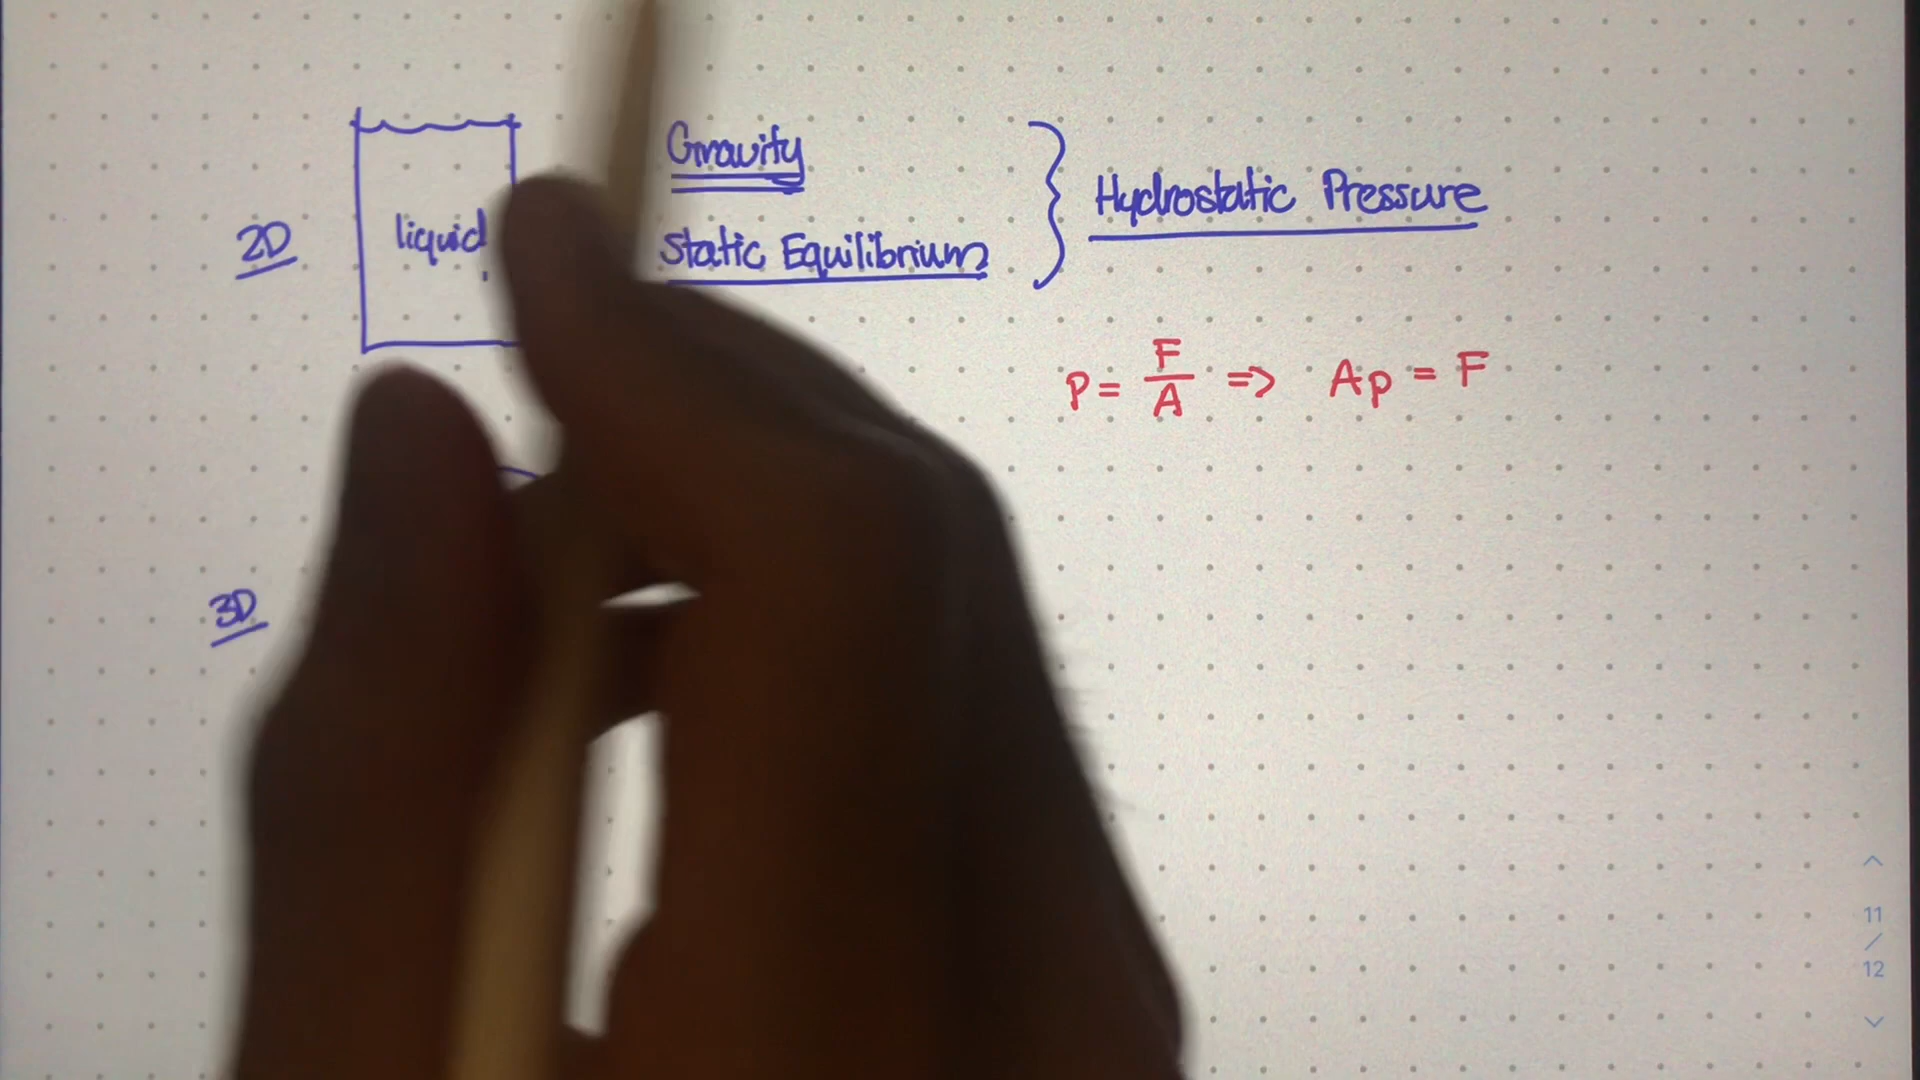 Gravity
2D
liquid
Static Equilibrium
Hydrostatic Pressure
P = F/A => Ap = F
3D
11
/
12